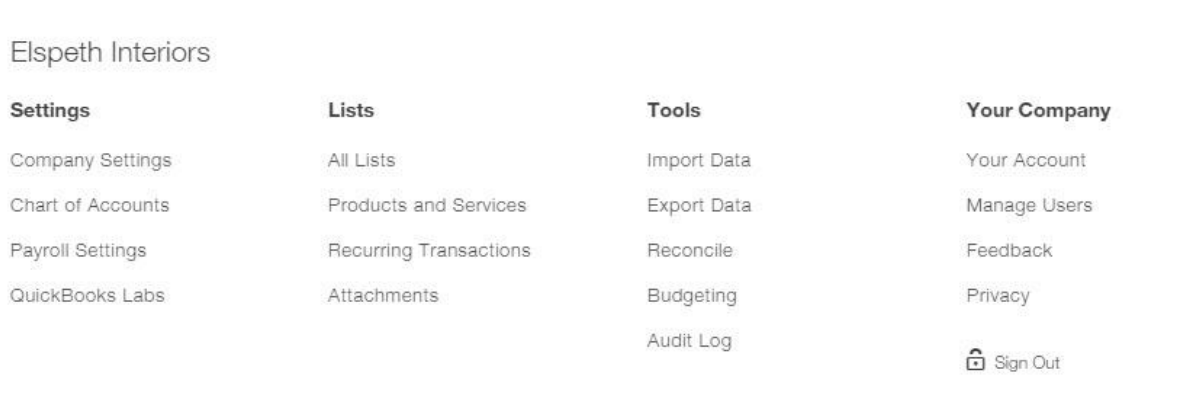 Elspeth Interiors
Settings
Company Settings
Chart of Accounts
Payroll Settings
QuickBooks Labs
Lists
All Lists
Products and Services
Recurring Transactions
Attachments
Tools
Import Data
Export Data
Reconcile
Budgeting
Audit Log
Your Company
Your Account
Manage Users
Feedback
Privacy
Sign Out